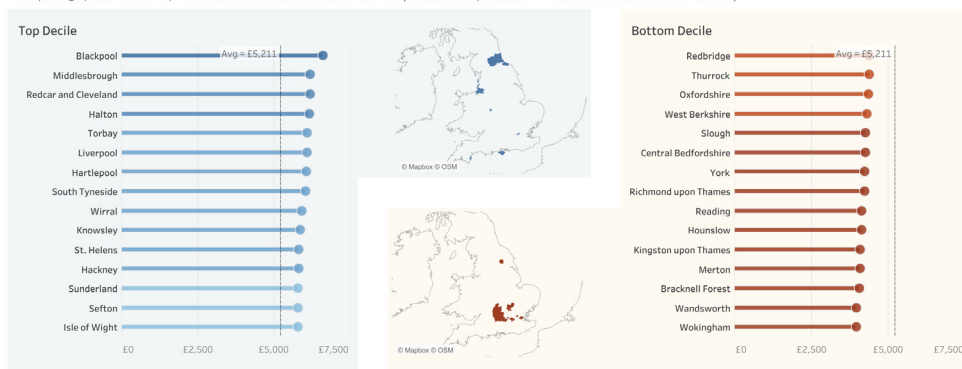 Top Decile
Blackpool
Avg = £5,211
Middlesbrough
Redcar and Cleveland
Halton
Torbay
Liverpool
Hartlepool
South Tyneside
Wirral
Knowsley
St. Helens
Hackney
Sunderland
Sefton
Isle of Wight
£0 £2,500 £5,000 £7,500
© Mapbox © OSM
© Mapbox © OSM
Bottom Decile
Redbridge
Avg = £5,211
Thurrock
Oxfordshire
West Berkshire
Slough
Central Bedfordshire
York
Richmond upon Thames
Reading
Hounslow
Kingston upon Thames
Merton
Bracknell Forest
Wandsworth
Wokingham
£0 £2,500 £5,000 £7,500